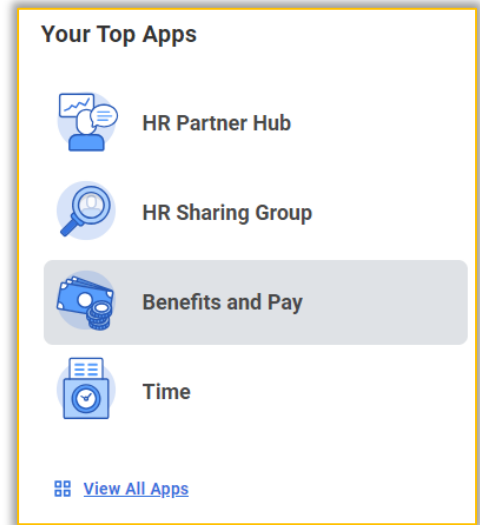 Your Top Apps
HR Partner Hub
HR Sharing Group
Benefits and Pay
Time
View All Apps